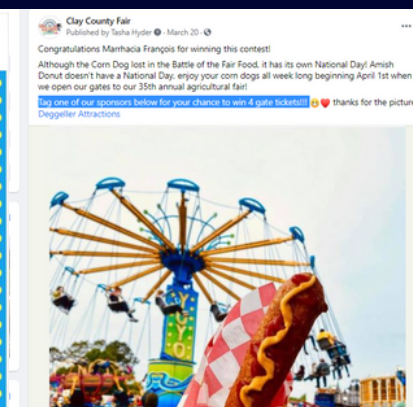 Clay County Fair
Published by Tasha Hyder · March 20 ·
Congratulations Marrhacia François for winning this contest!
Although the Corn Dog lost in the Battle of the Fair Food, it has its own National Day! Amish
Donut doesn't have a National Day, enjoy your corn dogs all week long beginning April 1st when
we open our gates to our 35th annual agricultural fair!
Tag one of our sponsors below for your chance to win 4 gate tickets!!! 😲❤️ thanks for the picture
Deggeller Attractions
YOYO